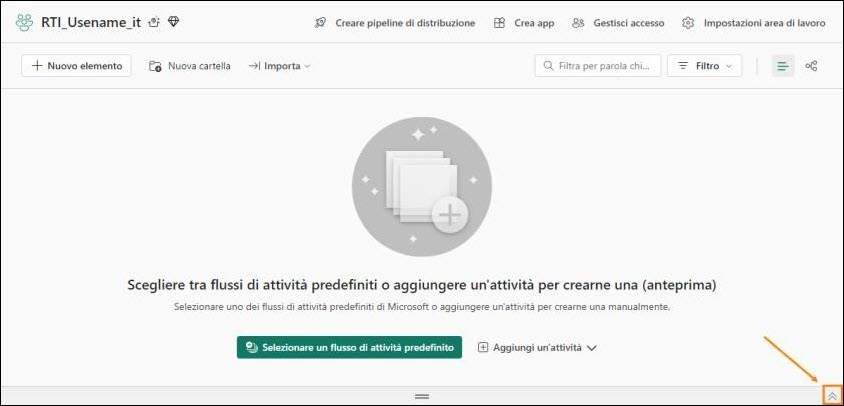 RTI_Usename_it
Creare pipeline di distribuzione
Crea app
Gestisci accesso
Impostazioni area di lavoro
Nuovo elemento
Nuova cartella
Importa
Filtra per parola chi...
Filtro
Scegliere tra flussi di attività predefiniti o aggiungere un'attività per crearne una (anteprima)
Selezionare uno dei flussi di attività predefiniti di Microsoft o aggiungere un'attività per crearne una manualmente.
Selezionare un flusso di attività predefinito
Aggiungi un'attività